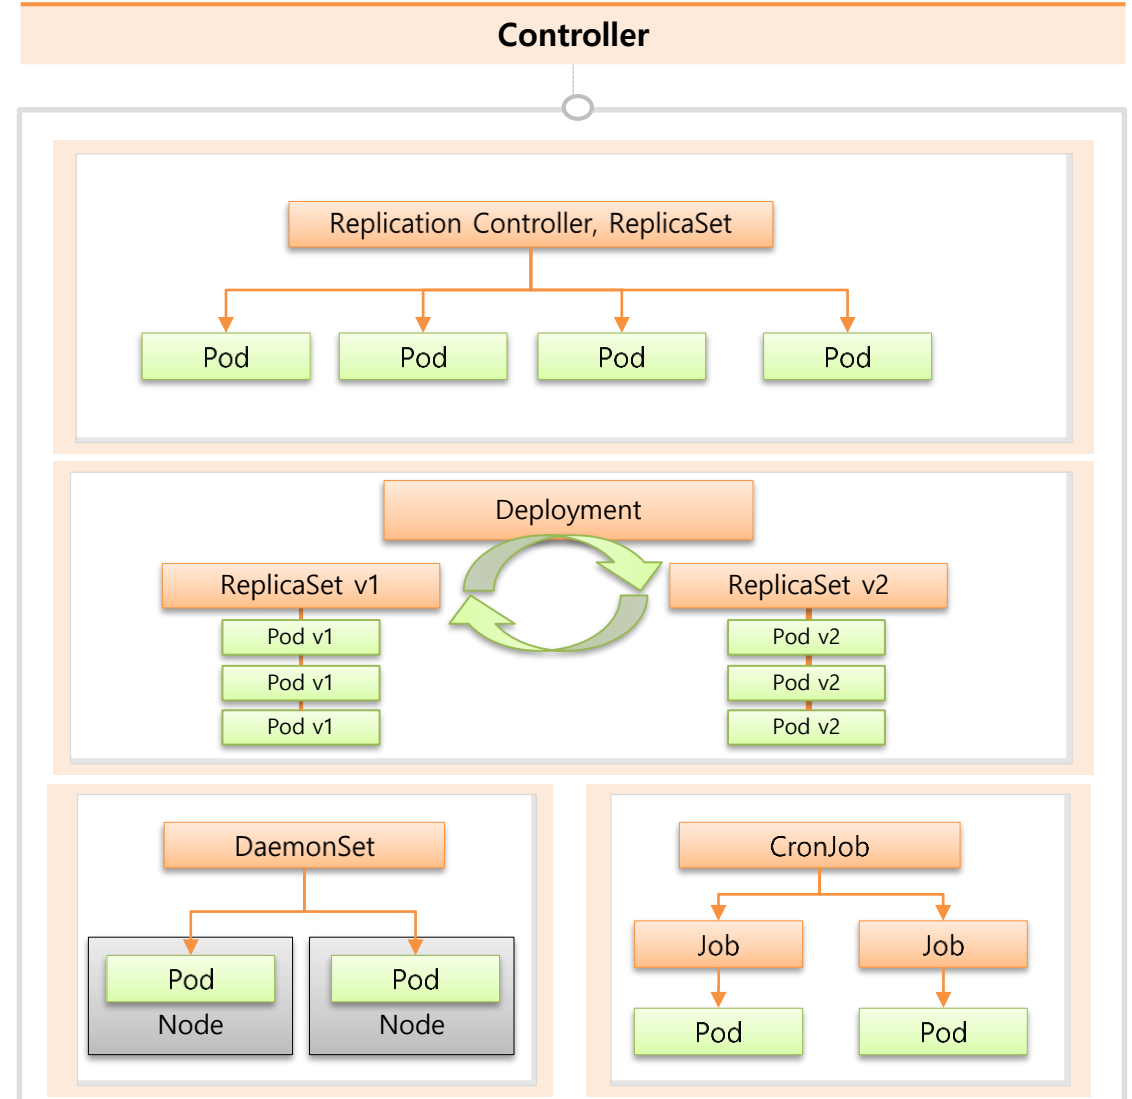 Controller
Replication Controller, ReplicaSet
Pod Pod Pod Pod
Deployment
ReplicaSet v1
Pod v1
Pod v1
Pod v1
ReplicaSet v2
Pod v2
Pod v2
Pod v2
DaemonSet
Pod
Node
Pod
Node
CronJob
Job Job
Pod Pod